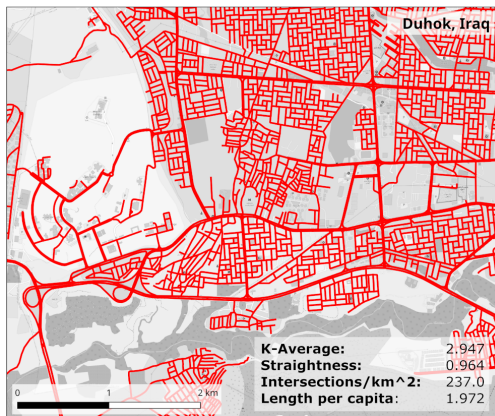 Duhok, Iraq
K-Average: 2.947
Straightness: 0.964
Intersections/km^2: 237.0
Length per capita: 1.972
0 1 2 km